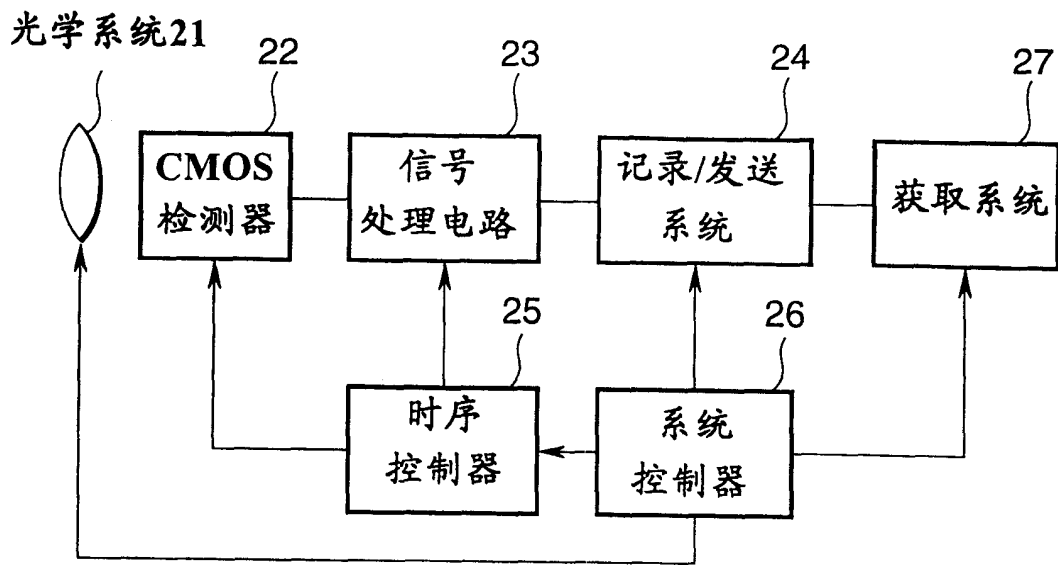 光学系统21
22
23
24
27
CMOS
检测器
信号
处理电路
记录/发送
系统
获取系统
25
26
时序
控制器
系统
控制器